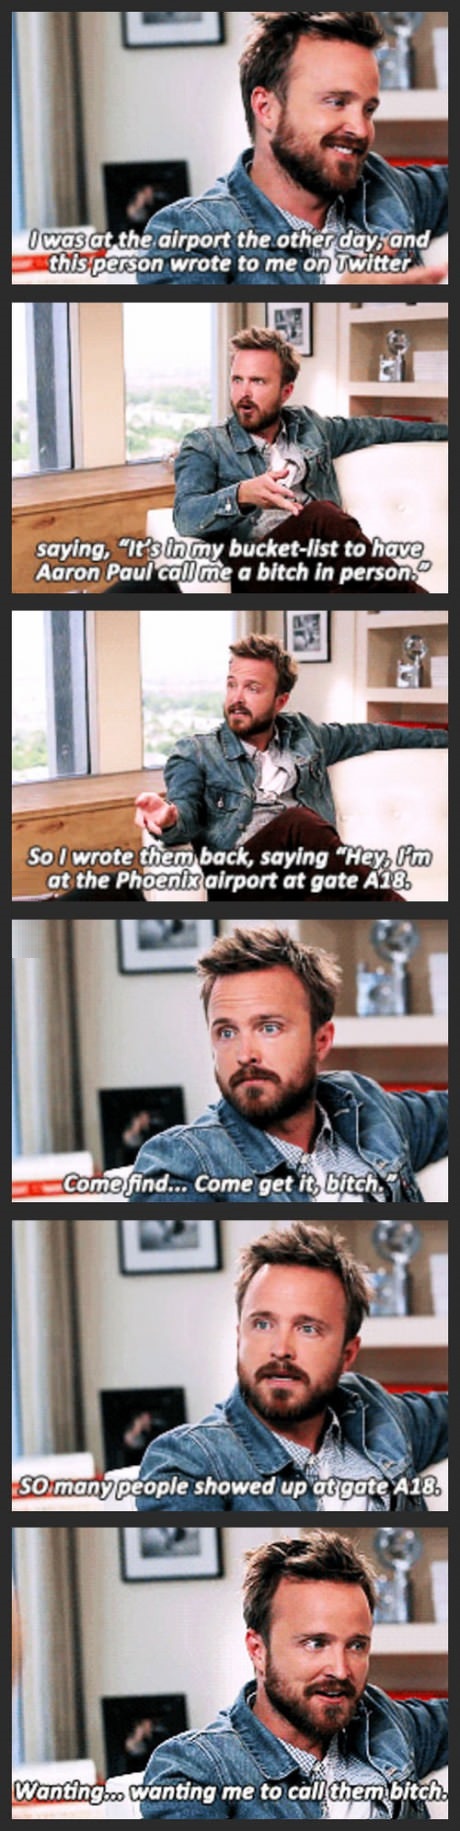 I was at the airport the other day, and
this person wrote to me on Twitter
saying, "It's in my bucket-list to have
Aaron Paul call me a bitch in person."
So I wrote them back, saying "Hey, I'm
at the Phoenix airport at gate A18.
Come find... Come get it, bitch."
SO many people showed up at gate A18.
Wanting... wanting me to call them bitch.